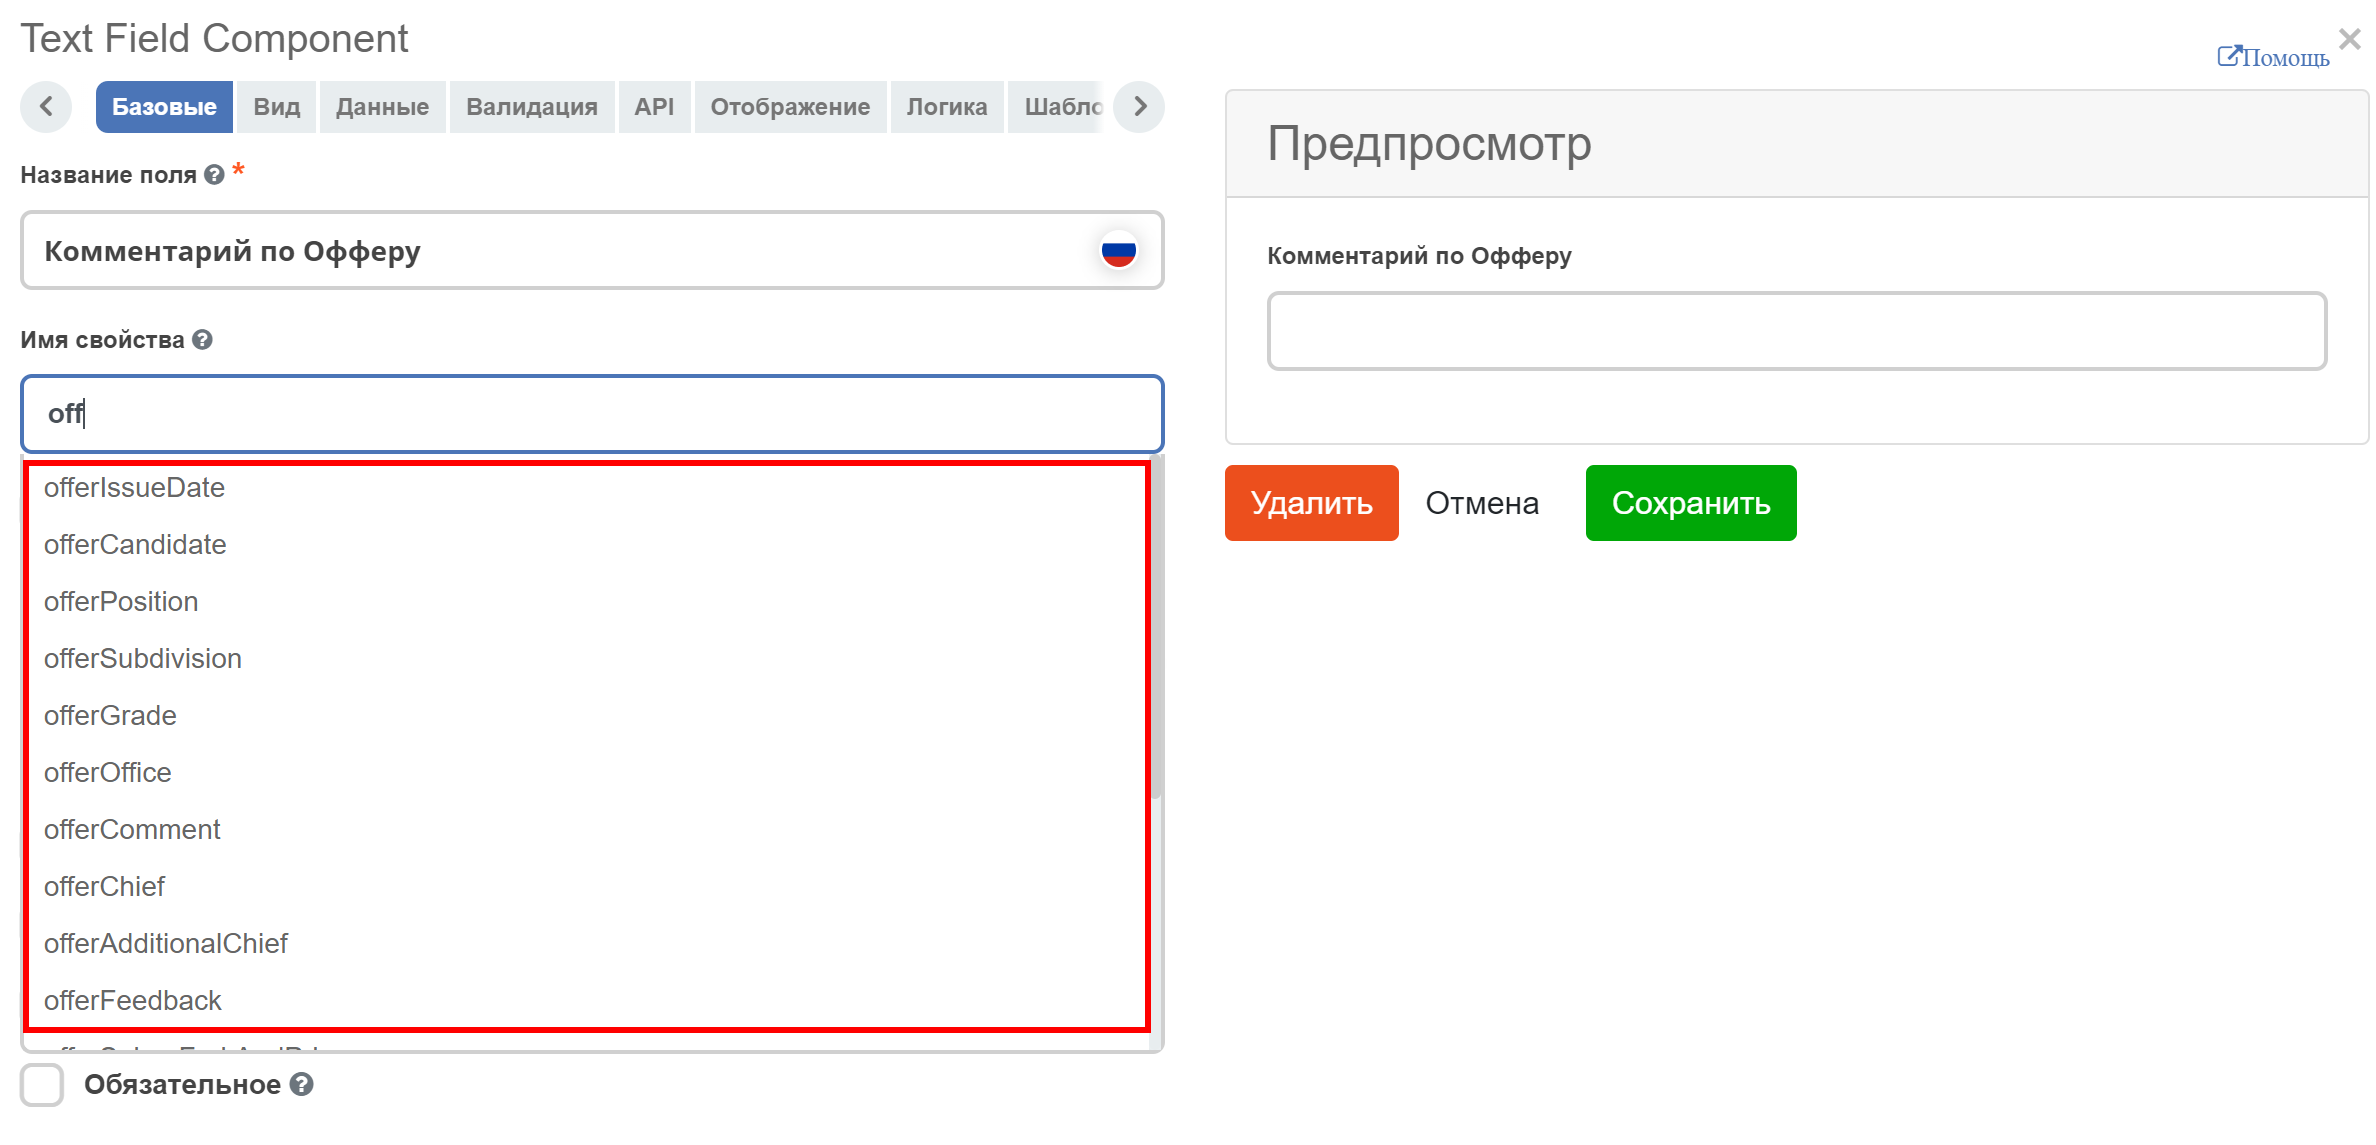 Text Field Component
Помощь
Базовые Вид Данные Валидация API Отображение Логика Шабло
Название поля *
Комментарий по Офферу
Имя свойства
off
offerIssueDate
offerCandidate
offerPosition
offerSubdivision
offerGrade
offerOffice
offerComment
offerChief
offerAdditionalChief
offerFeedback
Обязательное
Предпросмотр
Комментарий по Офферу
Удалить Отмена Сохранить